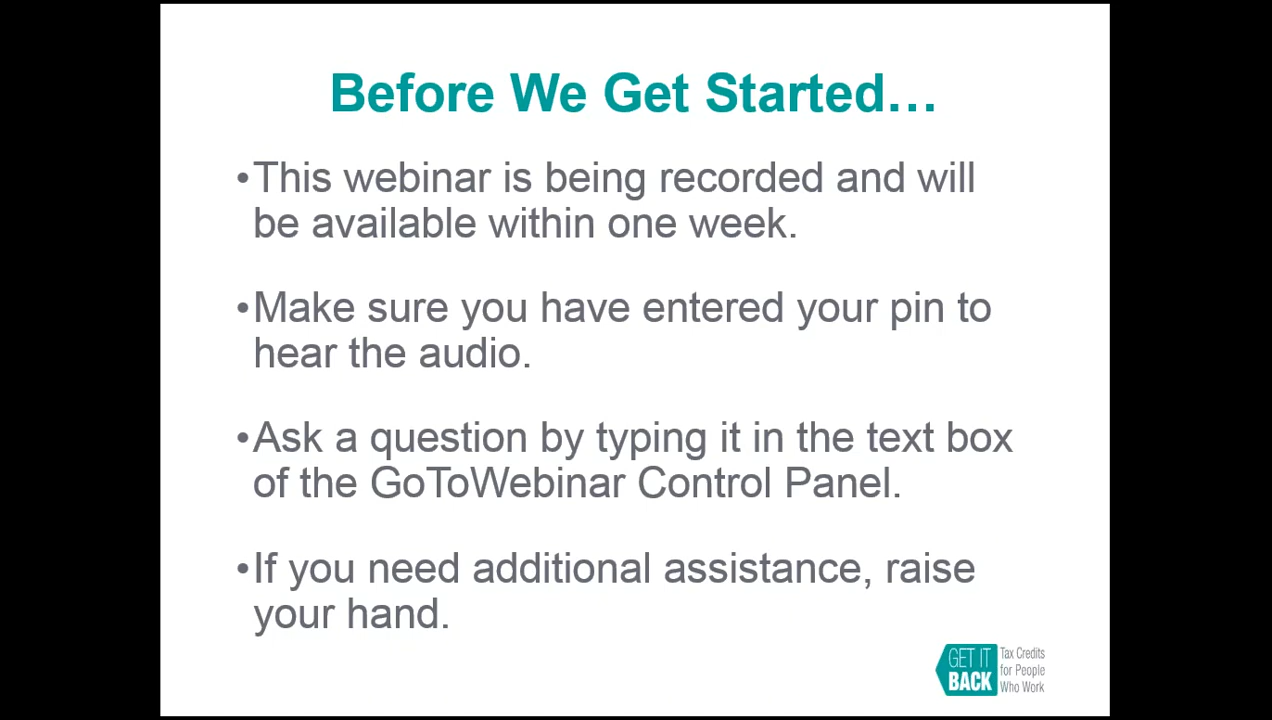 Before We Get Started…
•This webinar is being recorded and will
be available within one week.
•Make sure you have entered your pin to
hear the audio.
•Ask a question by typing it in the text box
of the GoToWebinar Control Panel.
•If you need additional assistance, raise
your hand.
GET IT
BACK
Tax Credits
for People
Who Work